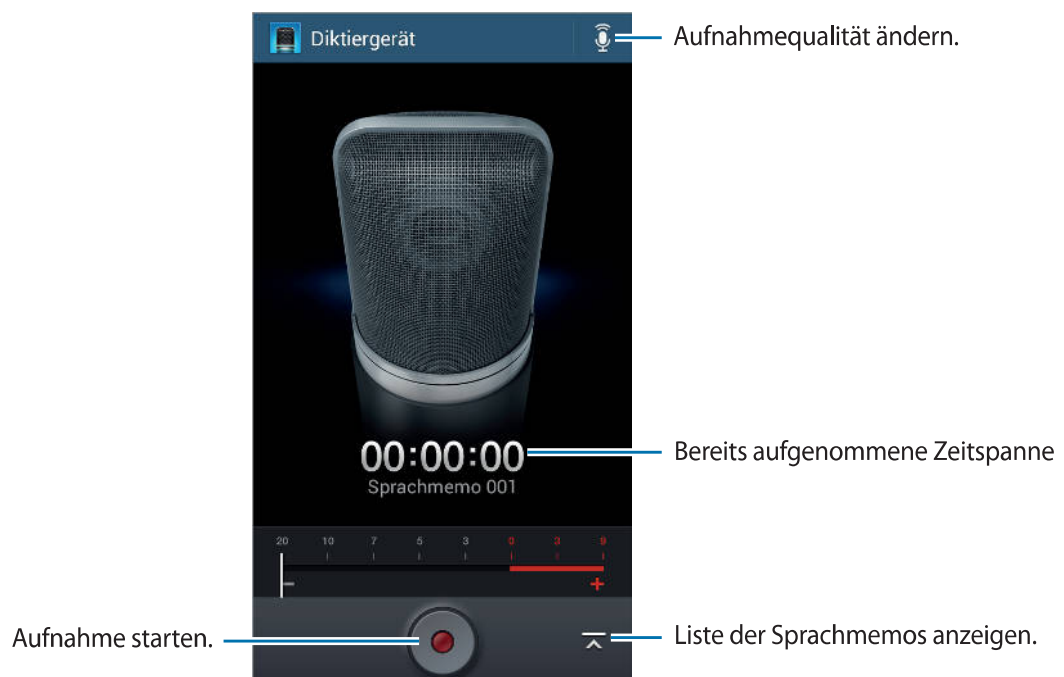 Diktiergerät
Aufnahmequalität ändern.
00:00:00
Bereits aufgenommene Zeitspanne
Sprachmemo 001
20 10 7 5 3 0 3 9
- +
Aufnahme starten.
Liste der Sprachmemos anzeigen.